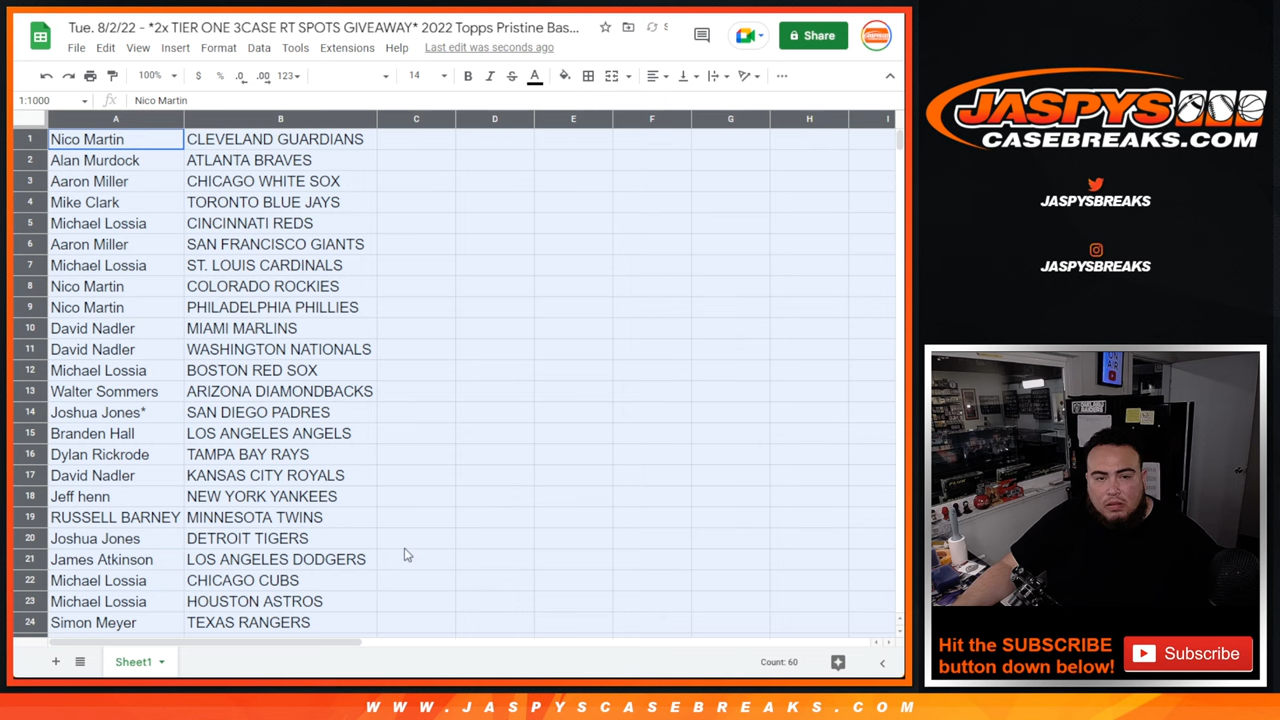 Tue. 8/2/22 - *2x TIER ONE 3CASE RT SPOTS GIVEAWAY* 2022 Topps Pristine Bas...
Share
File Edit View Insert Format Data Tools Extensions Help Last edit was seconds ago
100% $ % .0 .00 123 14 B I S A
1:1000 fx Nico Martin
A B C D E F G H I
1 Nico Martin CLEVELAND GUARDIANS
2 Alan Murdock ATLANTA BRAVES
3 Aaron Miller CHICAGO WHITE SOX
4 Mike Clark TORONTO BLUE JAYS
5 Michael Lossia CINCINNATI REDS
6 Aaron Miller SAN FRANCISCO GIANTS
7 Michael Lossia ST. LOUIS CARDINALS
8 Nico Martin COLORADO ROCKIES
9 Nico Martin PHILADELPHIA PHILLIES
10 David Nadler MIAMI MARLINS
11 David Nadler WASHINGTON NATIONALS
12 Michael Lossia BOSTON RED SOX
13 Walter Sommers ARIZONA DIAMONDBACKS
14 Joshua Jones* SAN DIEGO PADRES
15 Branden Hall LOS ANGELES ANGELS
16 Dylan Rickrode TAMPA BAY RAYS
17 David Nadler KANSAS CITY ROYALS
18 Jeff henn NEW YORK YANKEES
19 RUSSELL BARNEY MINNESOTA TWINS
20 Joshua Jones DETROIT TIGERS
21 James Atkinson LOS ANGELES DODGERS
22 Michael Lossia CHICAGO CUBS
23 Michael Lossia HOUSTON ASTROS
24 Simon Meyer TEXAS RANGERS
Sheet1
Count: 60
JASPYS
CASEBREAKS.COM
JASPYSBREAKS
JASPYSBREAKS
Hit the SUBSCRIBE
button down below!
Subscribe
WWW.JASPYSCASEBREAKS.COM